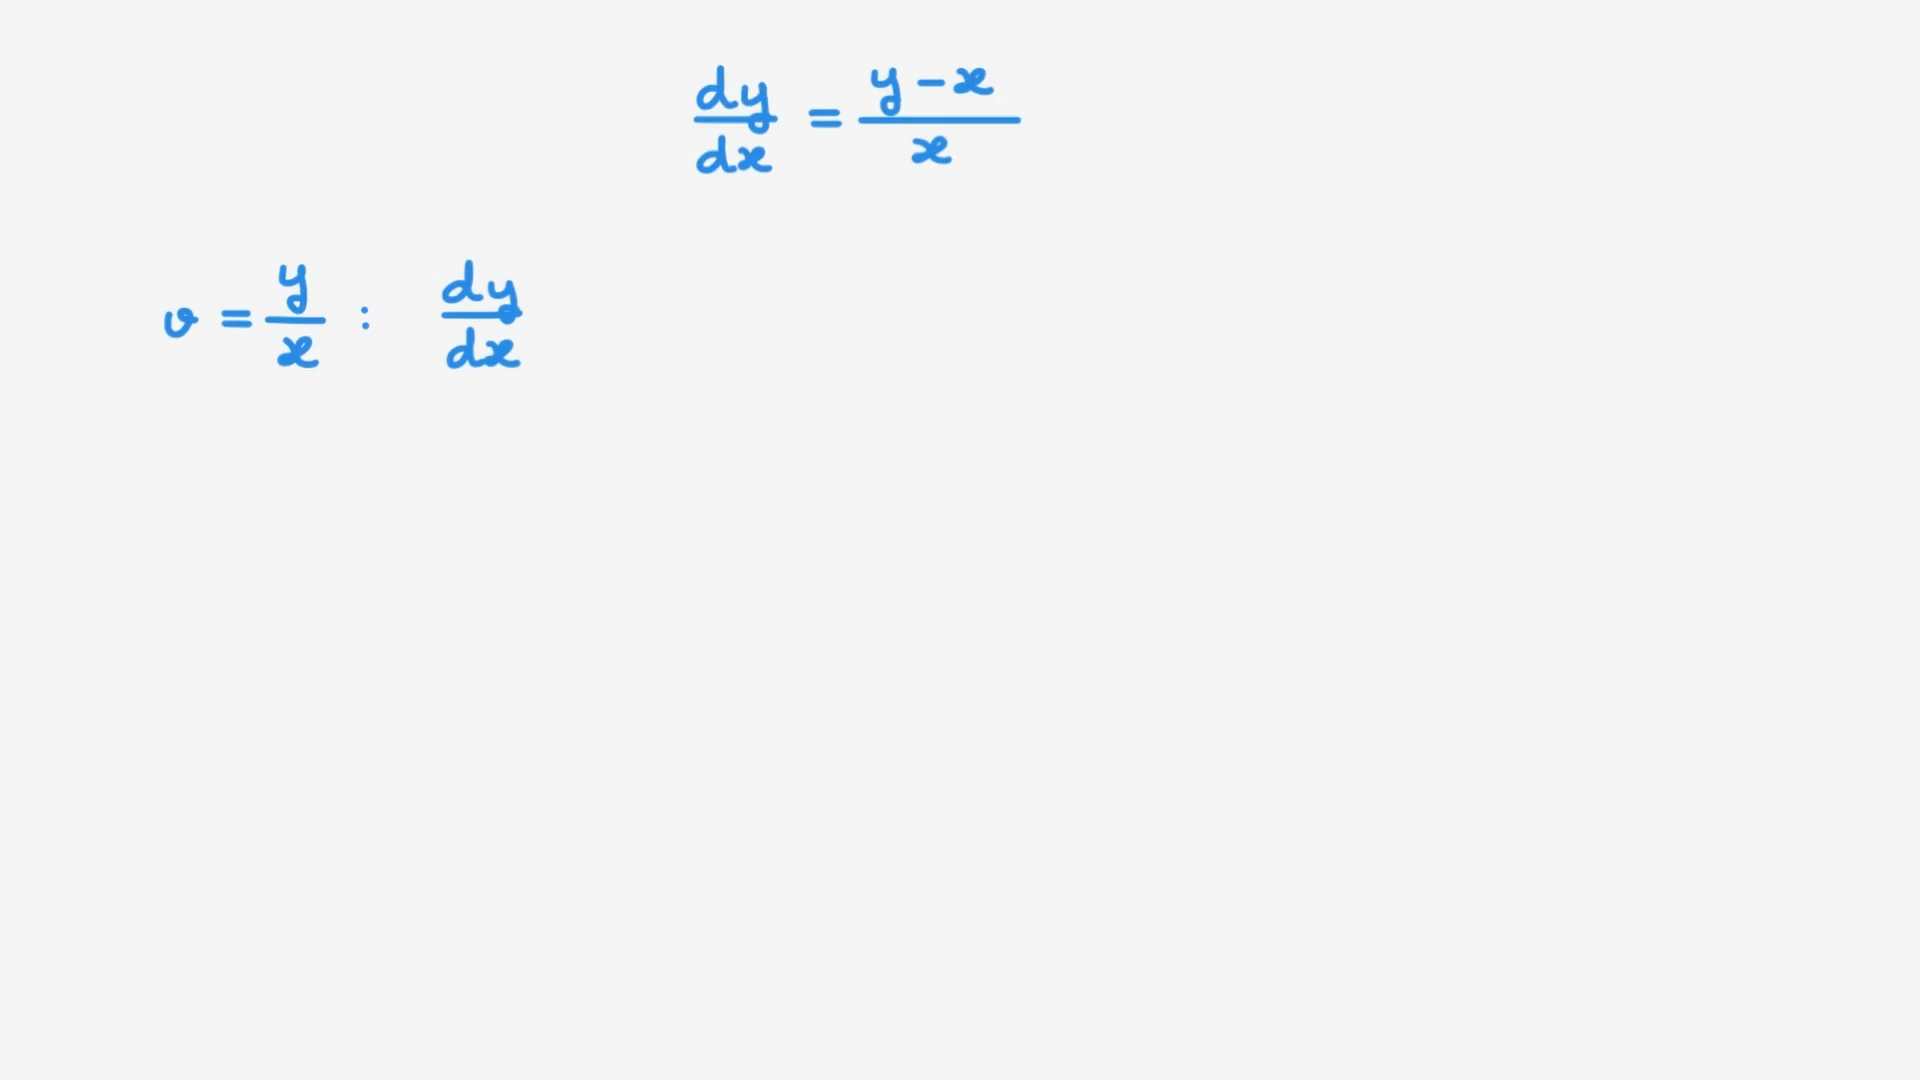 dy/dx = (y - x)/x
v = y/x : dy/dx